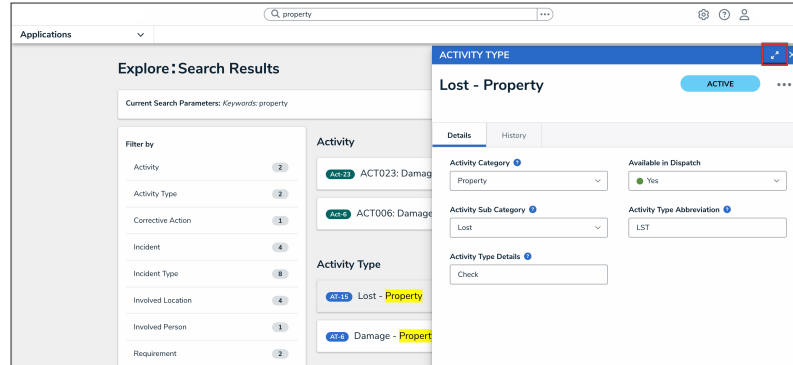 property
Applications
Explore:Search Results
Current Search Parameters: Keywords: property
Filter by
Activity 2
Activity Type 2
Corrective Action 1
Incident 4
Incident Type 8
Involved Location 4
Involved Person 1
Requirement 2
Activity
Act-23 ACT023: Damag
Act-6 ACT006: Damage
Activity Type
AT-15 Lost - Property
AT-6 Damage - Propert
ACTIVITY TYPE
Lost - Property
ACTIVE
Details History
Activity Category ?
Property
Available in Dispatch
Yes
Activity Sub Category ?
Lost
Activity Type Abbreviation ?
LST
Activity Type Details ?
Check